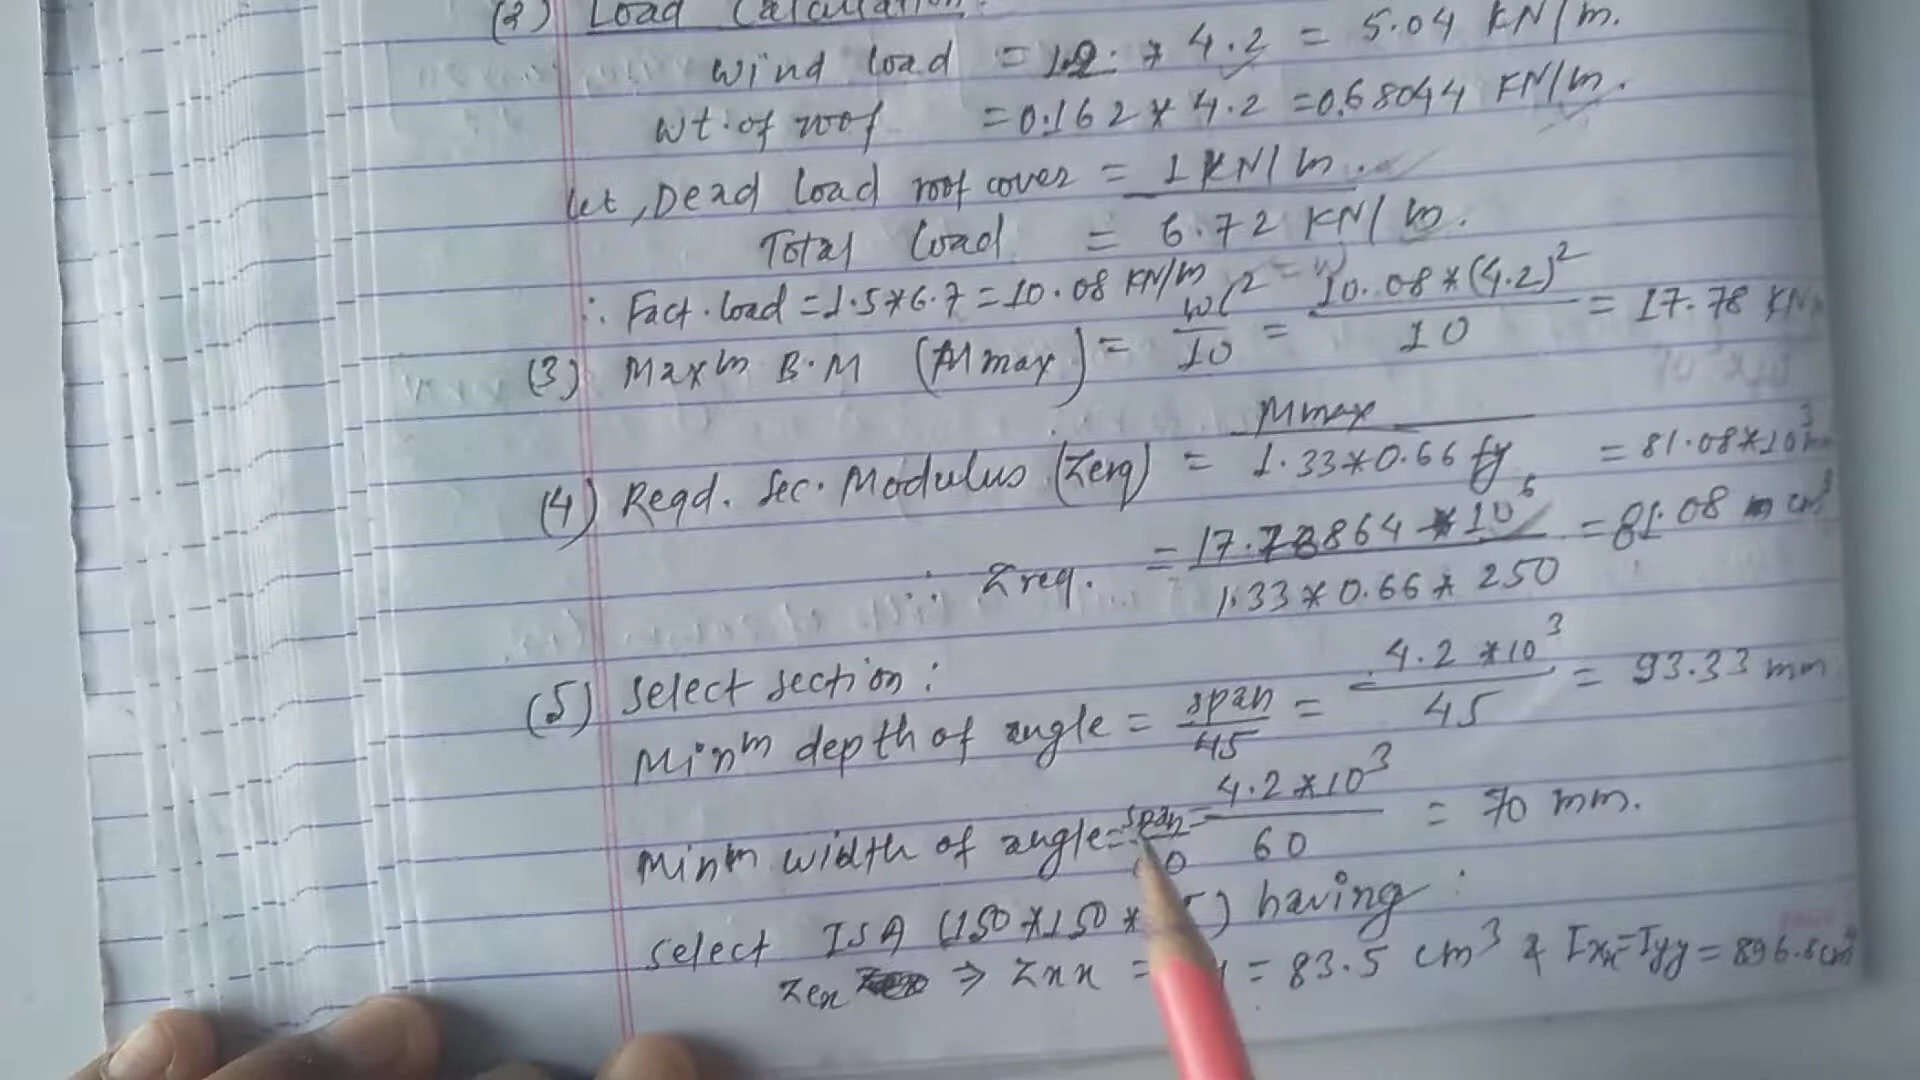 (2) Load Calculation:
Wind load = 1.2 * 4.2 = 5.04 KN/m.
Wt. of roof = 0.162 * 4.2 = 0.68044 KN/m.
Let, Dead load roof cover = 1 KN/m.
Total load = 6.72 KN/m.
∴ Fact. load = 1.5*6.7 = 10.08 KN/m
(3) Maxm B.M (Mmax) = wl²/10 = 10.08*(4.2)²/10 = 17.78 KN
(4) Reqd. Sec. Modulus (Zerq) = Mmax/1.33*0.66 fy = 81.08*10³
∴ Zreq. = 17.78864 * 10⁶/1.33*0.66*250 = 81.08 cm³
(5) Select section:
Minm depth of angle = span/45 = 4.2*10³/45 = 93.33 mm.
Minm width of angle = span/60 = 4.2*10³/60 = 70 mm.
Select ISA (150*150* ) having:
Zxx = = 83.5 cm³ & Ixx = Iyy = 896.8 cm⁴